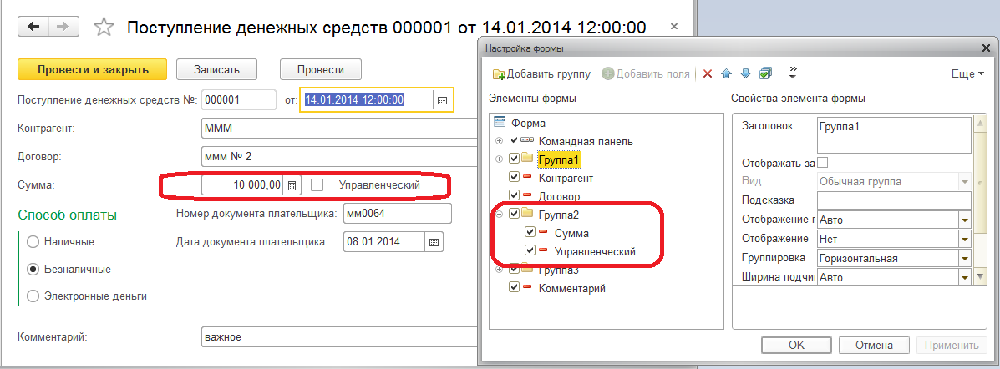 Поступление денежных средств 000001 от 14.01.2014 12:00:00
Провести и закрыть Записать Провести
Поступление денежных средств №: 000001 от: 14.01.2014 12:00:00
Контрагент: МММ
Договор: ммм № 2
Сумма: 10 000,00 Управленческий
Способ оплаты
Наличные
Безналичные
Электронные деньги
Номер документа плательщика: мм0064
Дата документа плательщика: 08.01.2014
Комментарий: важное
Настройка формы
Добавить группу Добавить поля Еще
Элементы формы
Форма
Командная панель
Группа1
Контрагент
Договор
Группа2
Сумма
Управленческий
Группа3
Комментарий
Свойства элемента формы
Заголовок Группа1
Отображать за
Вид Обычная группа
Подсказка
Отображение г Авто
Отображение Нет
Группировка Горизонтальная
Ширина подчи Авто
OK Отмена Применить